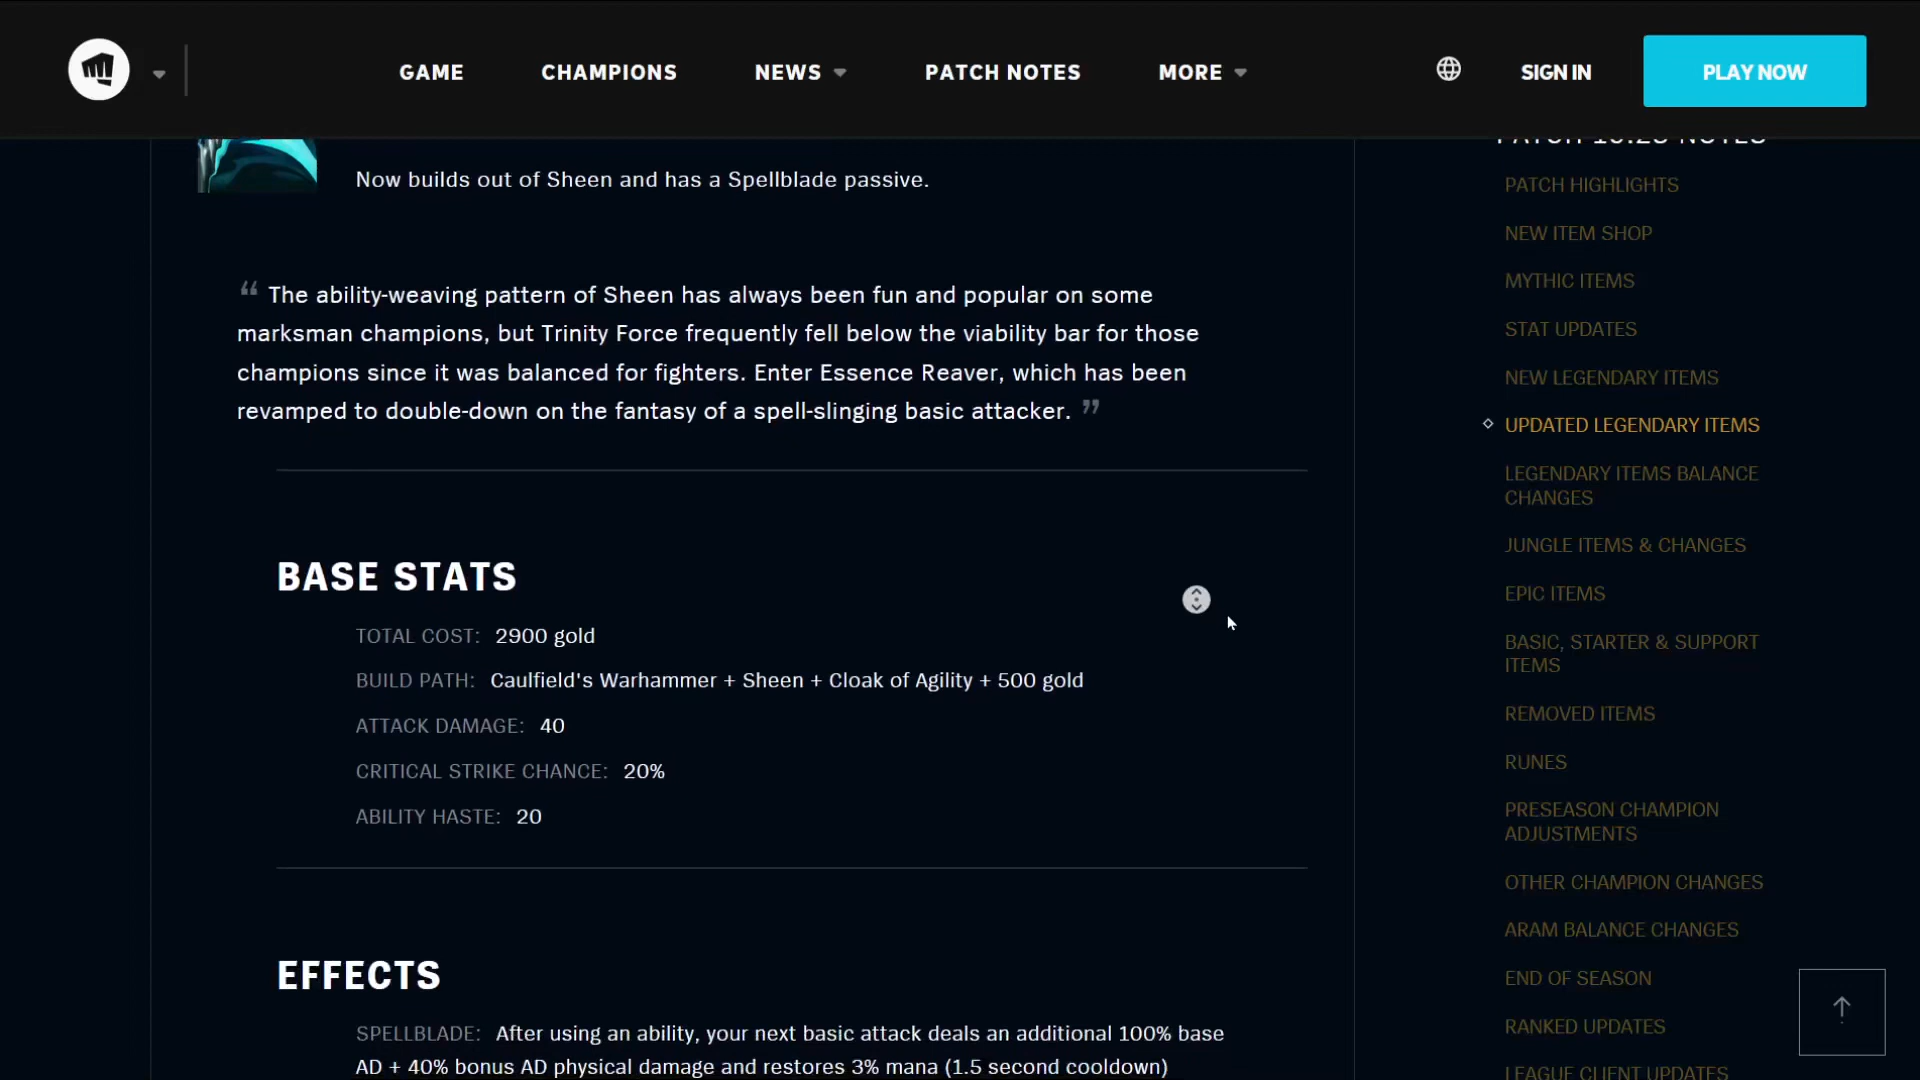 GAME
CHAMPIONS
NEWS
PATCH NOTES
MORE
SIGN IN
PLAY NOW
Now builds out of Sheen and has a Spellblade passive.
“ The ability-weaving pattern of Sheen has always been fun and popular on some
marksman champions, but Trinity Force frequently fell below the viability bar for those
champions since it was balanced for fighters. Enter Essence Reaver, which has been
revamped to double-down on the fantasy of a spell-slinging basic attacker. ”
BASE STATS
TOTAL COST: 2900 gold
BUILD PATH: Caulfield's Warhammer + Sheen + Cloak of Agility + 500 gold
ATTACK DAMAGE: 40
CRITICAL STRIKE CHANCE: 20%
ABILITY HASTE: 20
EFFECTS
SPELLBLADE: After using an ability, your next basic attack deals an additional 100% base
AD + 40% bonus AD physical damage and restores 3% mana (1.5 second cooldown)
PATCH 10.23 NOTES
PATCH HIGHLIGHTS
NEW ITEM SHOP
MYTHIC ITEMS
STAT UPDATES
NEW LEGENDARY ITEMS
UPDATED LEGENDARY ITEMS
LEGENDARY ITEMS BALANCE
CHANGES
JUNGLE ITEMS & CHANGES
EPIC ITEMS
BASIC, STARTER & SUPPORT
ITEMS
REMOVED ITEMS
RUNES
PRESEASON CHAMPION
ADJUSTMENTS
OTHER CHAMPION CHANGES
ARAM BALANCE CHANGES
END OF SEASON
RANKED UPDATES
LEAGUE CLIENT UPDATES